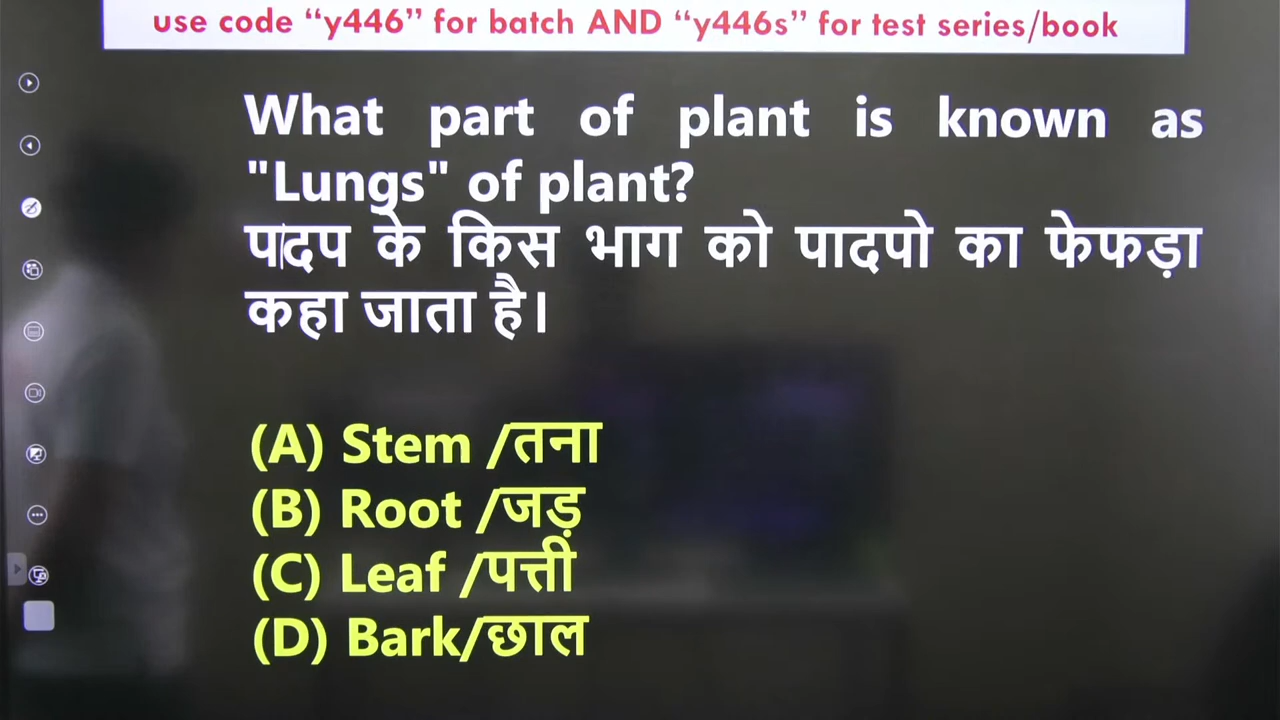 use code “y446” for batch AND “y446s” for test series/book
What part of plant is known as
"Lungs" of plant?
पादप के किस भाग को पादपो का फेफड़ा
कहा जाता है।
(A) Stem /तना
(B) Root /जड़
(C) Leaf /पत्ती
(D) Bark/छाल